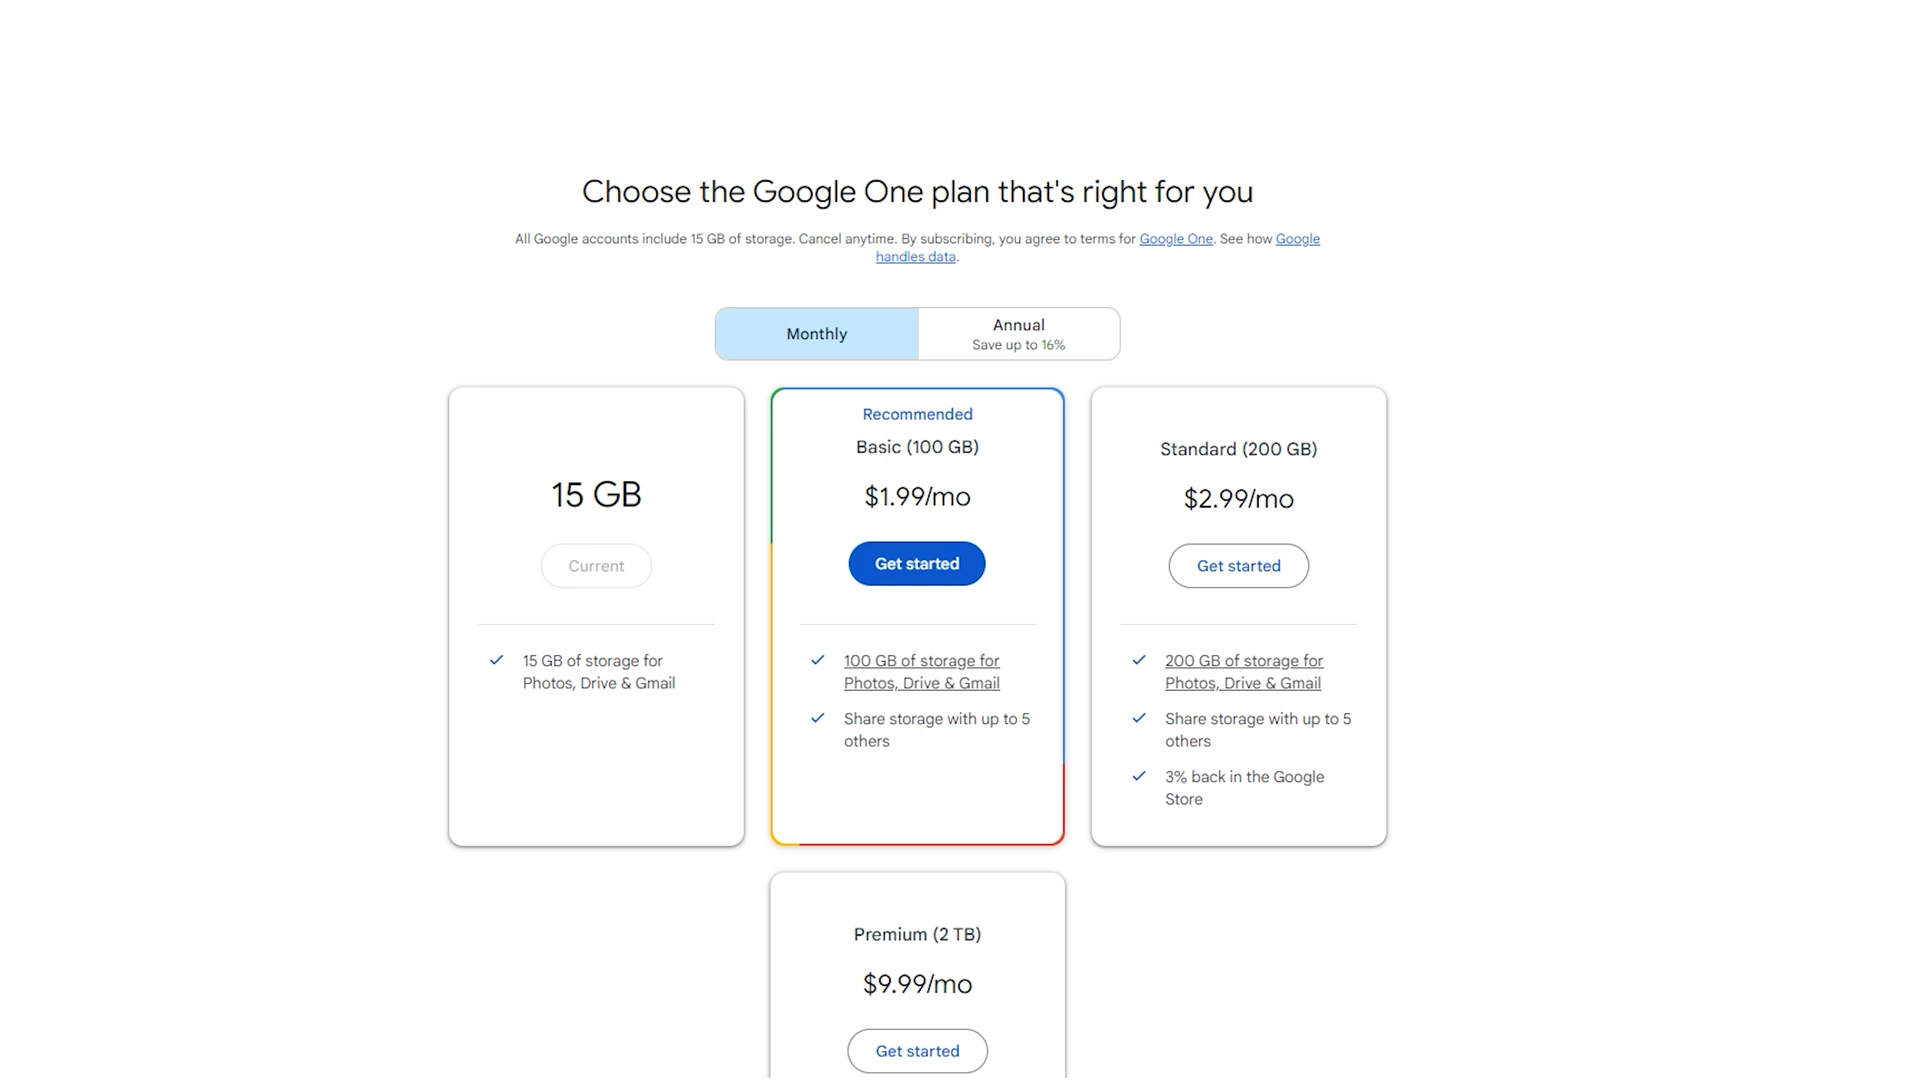 Choose the Google One plan that's right for you
All Google accounts include 15 GB of storage. Cancel anytime. By subscribing, you agree to terms for Google One. See how Google
handles data.
Monthly
Annual
Save up to 16%
15 GB
Current
15 GB of storage for
Photos, Drive & Gmail
Recommended
Basic (100 GB)
$1.99/mo
Get started
100 GB of storage for
Photos, Drive & Gmail
Share storage with up to 5
others
Standard (200 GB)
$2.99/mo
Get started
200 GB of storage for
Photos, Drive & Gmail
Share storage with up to 5
others
3% back in the Google
Store
Premium (2 TB)
$9.99/mo
Get started